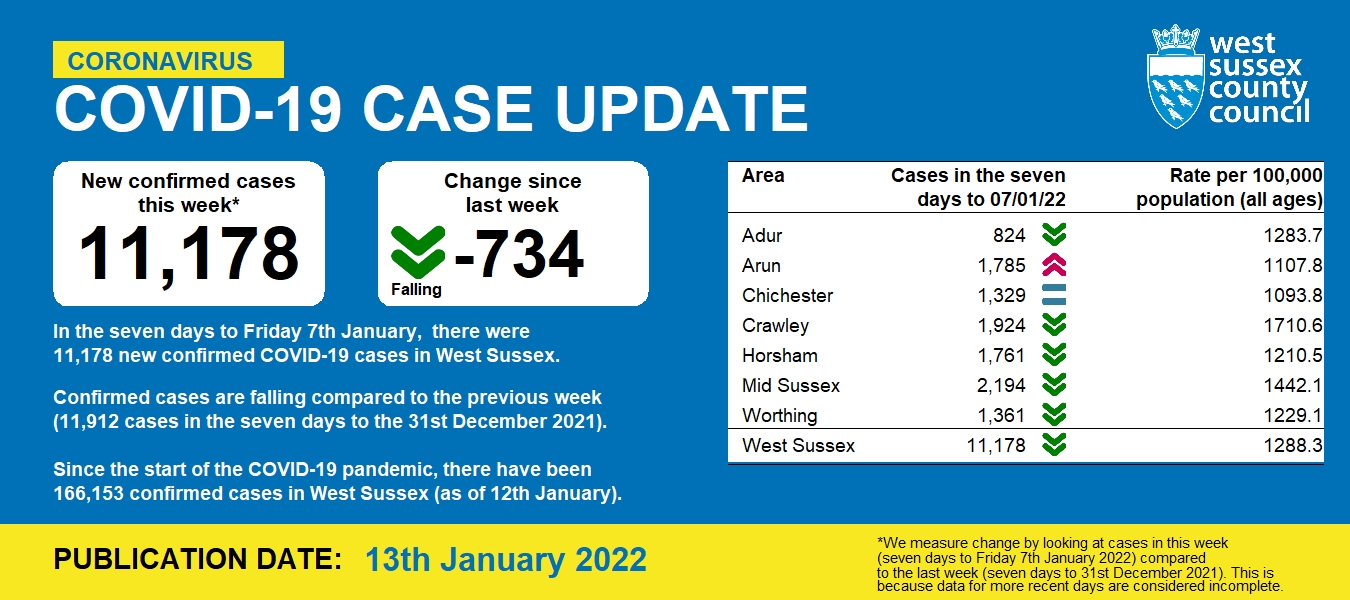 CORONAVIRUS
COVID-19 CASE UPDATE
west
sussex
county
council
New confirmed cases
this week*
11,178
Change since
last week
-734
Falling
In the seven days to Friday 7th January, there were
11,178 new confirmed COVID-19 cases in West Sussex.
Confirmed cases are falling compared to the previous week
(11,912 cases in the seven days to the 31st December 2021).
Since the start of the COVID-19 pandemic, there have been
166,153 confirmed cases in West Sussex (as of 12th January).
Area Cases in the seven Rate per 100,000
days to 07/01/22 population (all ages)
Adur 824 1283.7
Arun 1,785 1107.8
Chichester 1,329 1093.8
Crawley 1,924 1710.6
Horsham 1,761 1210.5
Mid Sussex 2,194 1442.1
Worthing 1,361 1229.1
West Sussex 11,178 1288.3
PUBLICATION DATE: 13th January 2022
*We measure change by looking at cases in this week
(seven days to Friday 7th January 2022) compared
to the last week (seven days to 31st December 2021). This is
because data for more recent days are considered incomplete.